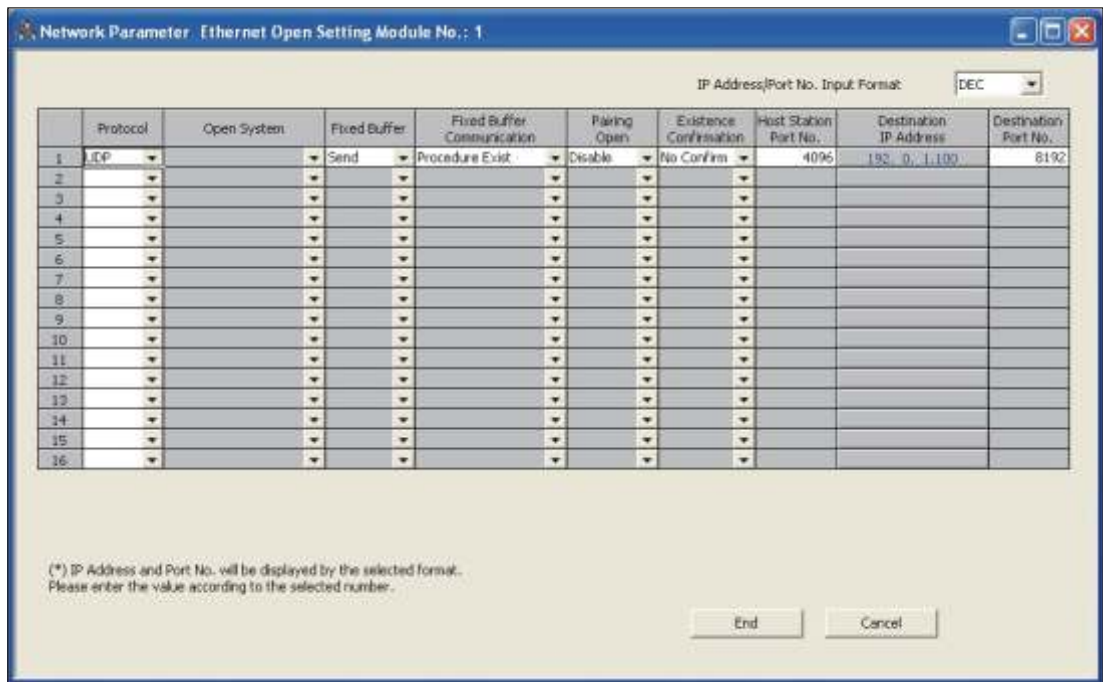 Network Parameter Ethernet Open Setting Module No.: 1
IP Address/Port No. Input Format DEC
Protocol Open System Fixed Buffer Fixed Buffer Communication Pairing Open Existence Confirmation Host Station Port No. Destination IP Address Destination Port No.
1 UDP Send Procedure Exist Disable No Confirm 4096 192. 0. 1.100 8192
2
3
4
5
6
7
8
9
10
11
12
13
14
15
16
(*) IP Address and Port No. will be displayed by the selected format.
Please enter the value according to the selected number.
End Cancel